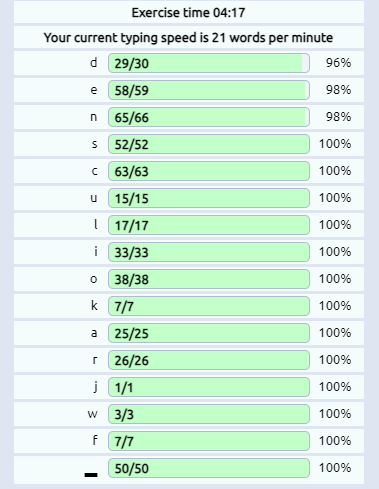 Exercise time 04:17
Your current typing speed is 21 words per minute
d 29/30 96%
e 58/59 98%
n 65/66 98%
s 52/52 100%
c 63/63 100%
u 15/15 100%
l 17/17 100%
i 33/33 100%
o 38/38 100%
k 7/7 100%
a 25/25 100%
r 26/26 100%
j 1/1 100%
w 3/3 100%
f 7/7 100%
▂ 50/50 100%